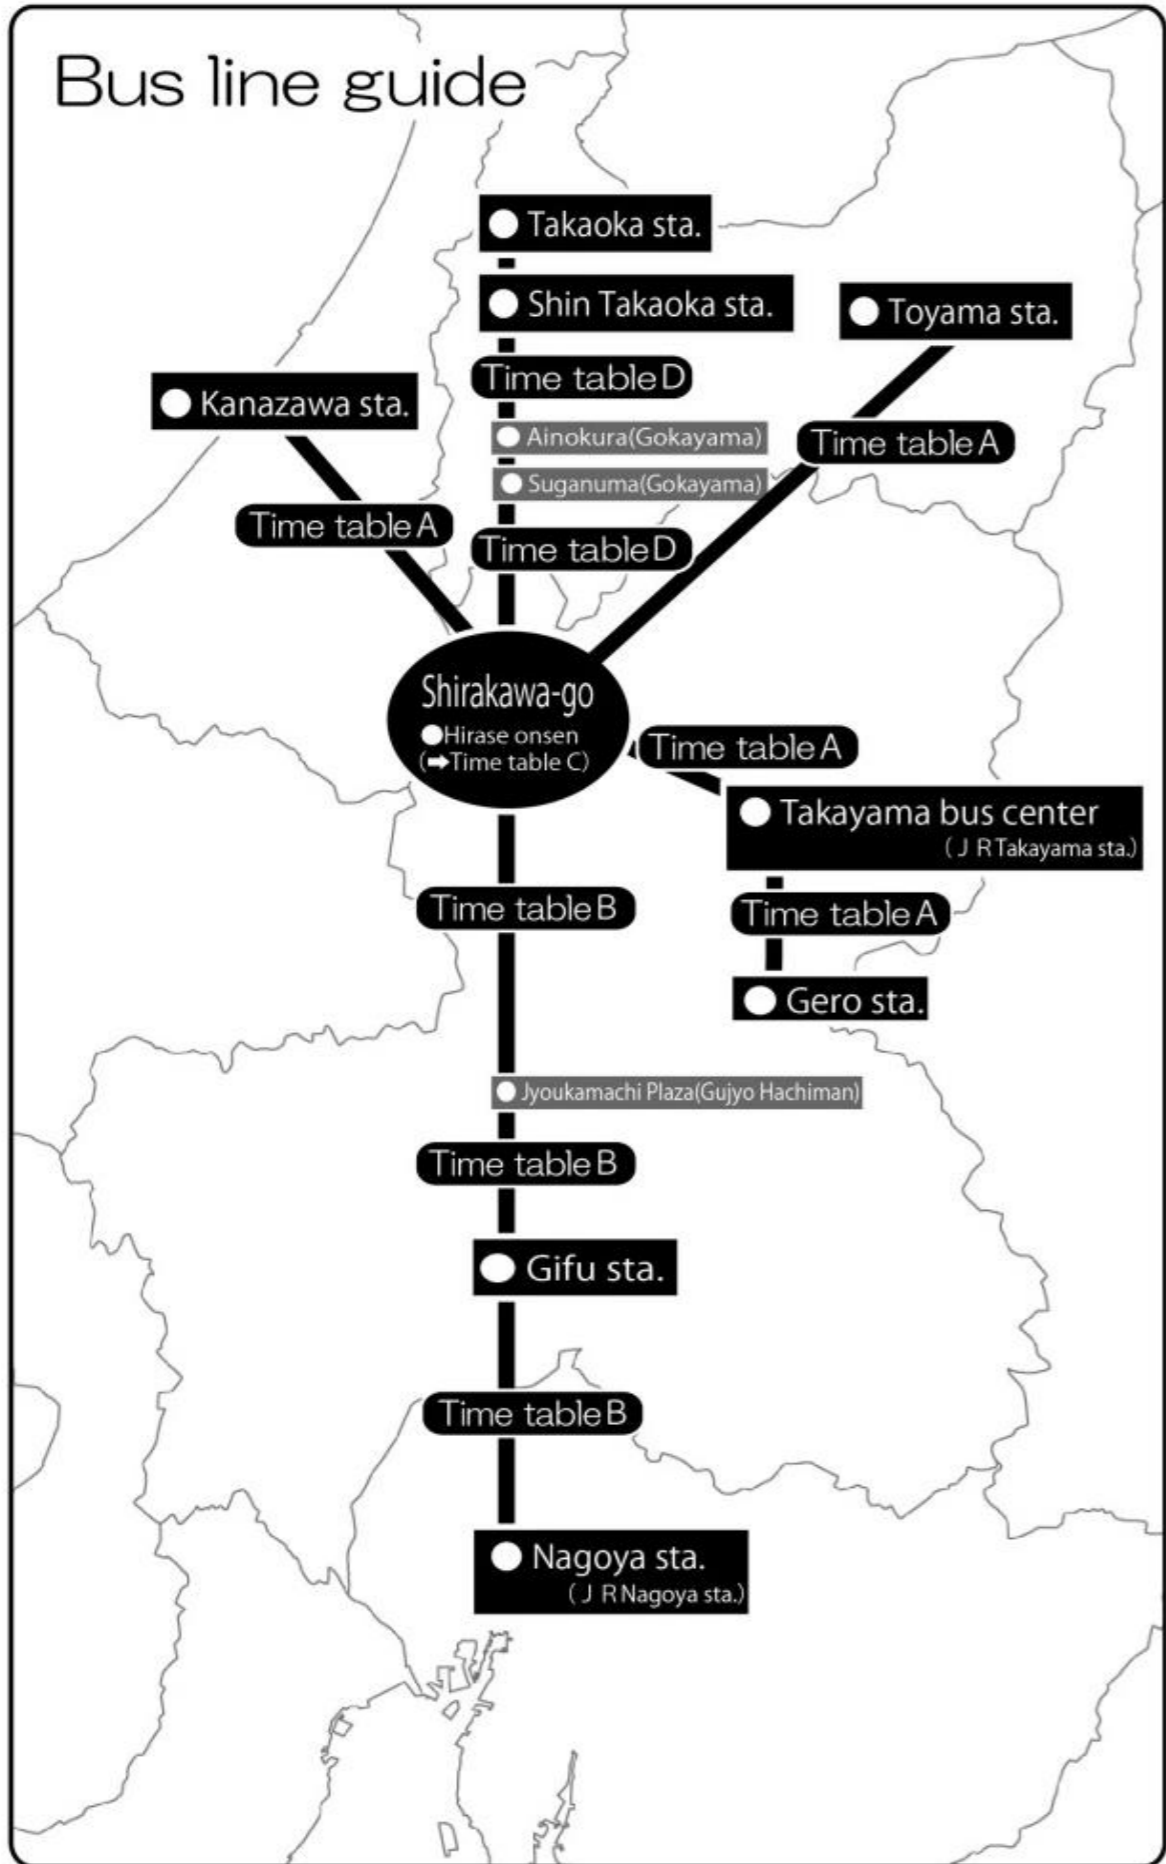 Bus line guide
Takaoka sta.
Shin Takaoka sta.
Toyama sta.
Time table D
Kanazawa sta.
Ainokura(Gokayama)
Time table A
Suganuma(Gokayama)
Time table A
Time table D
Shirakawa-go
Hirase onsen
(➡Time table C)
Time table A
Takayama bus center
(JR Takayama sta.)
Time table B
Time table A
Gero sta.
Jyoukamachi Plaza(Gujyo Hachiman)
Time table B
Gifu sta.
Time table B
Nagoya sta.
(JR Nagoya sta.)